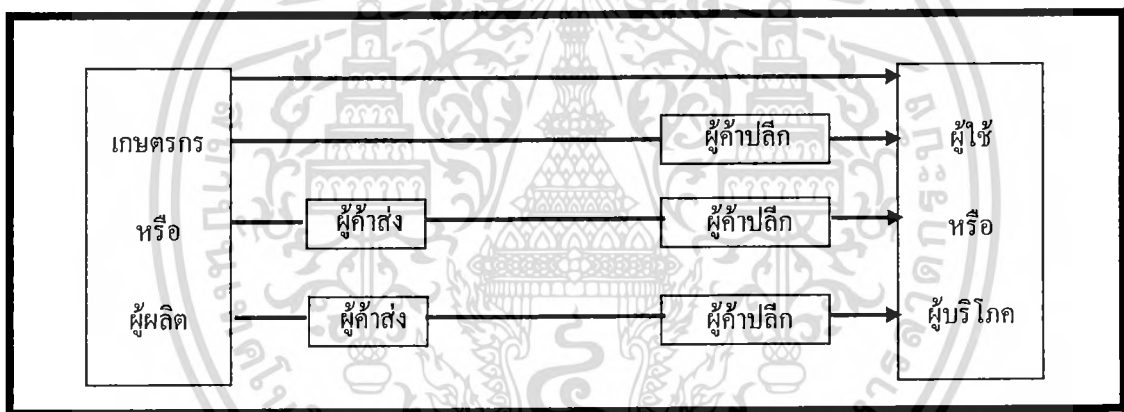 เกษตรกร
หรือ
ผู้ผลิต
ผู้ค้าปลีก
ผู้ค้าส่ง
ผู้ค้าปลีก
ผู้ค้าส่ง
ผู้ค้าปลีก
ผู้ใช้
หรือ
ผู้บริโภค